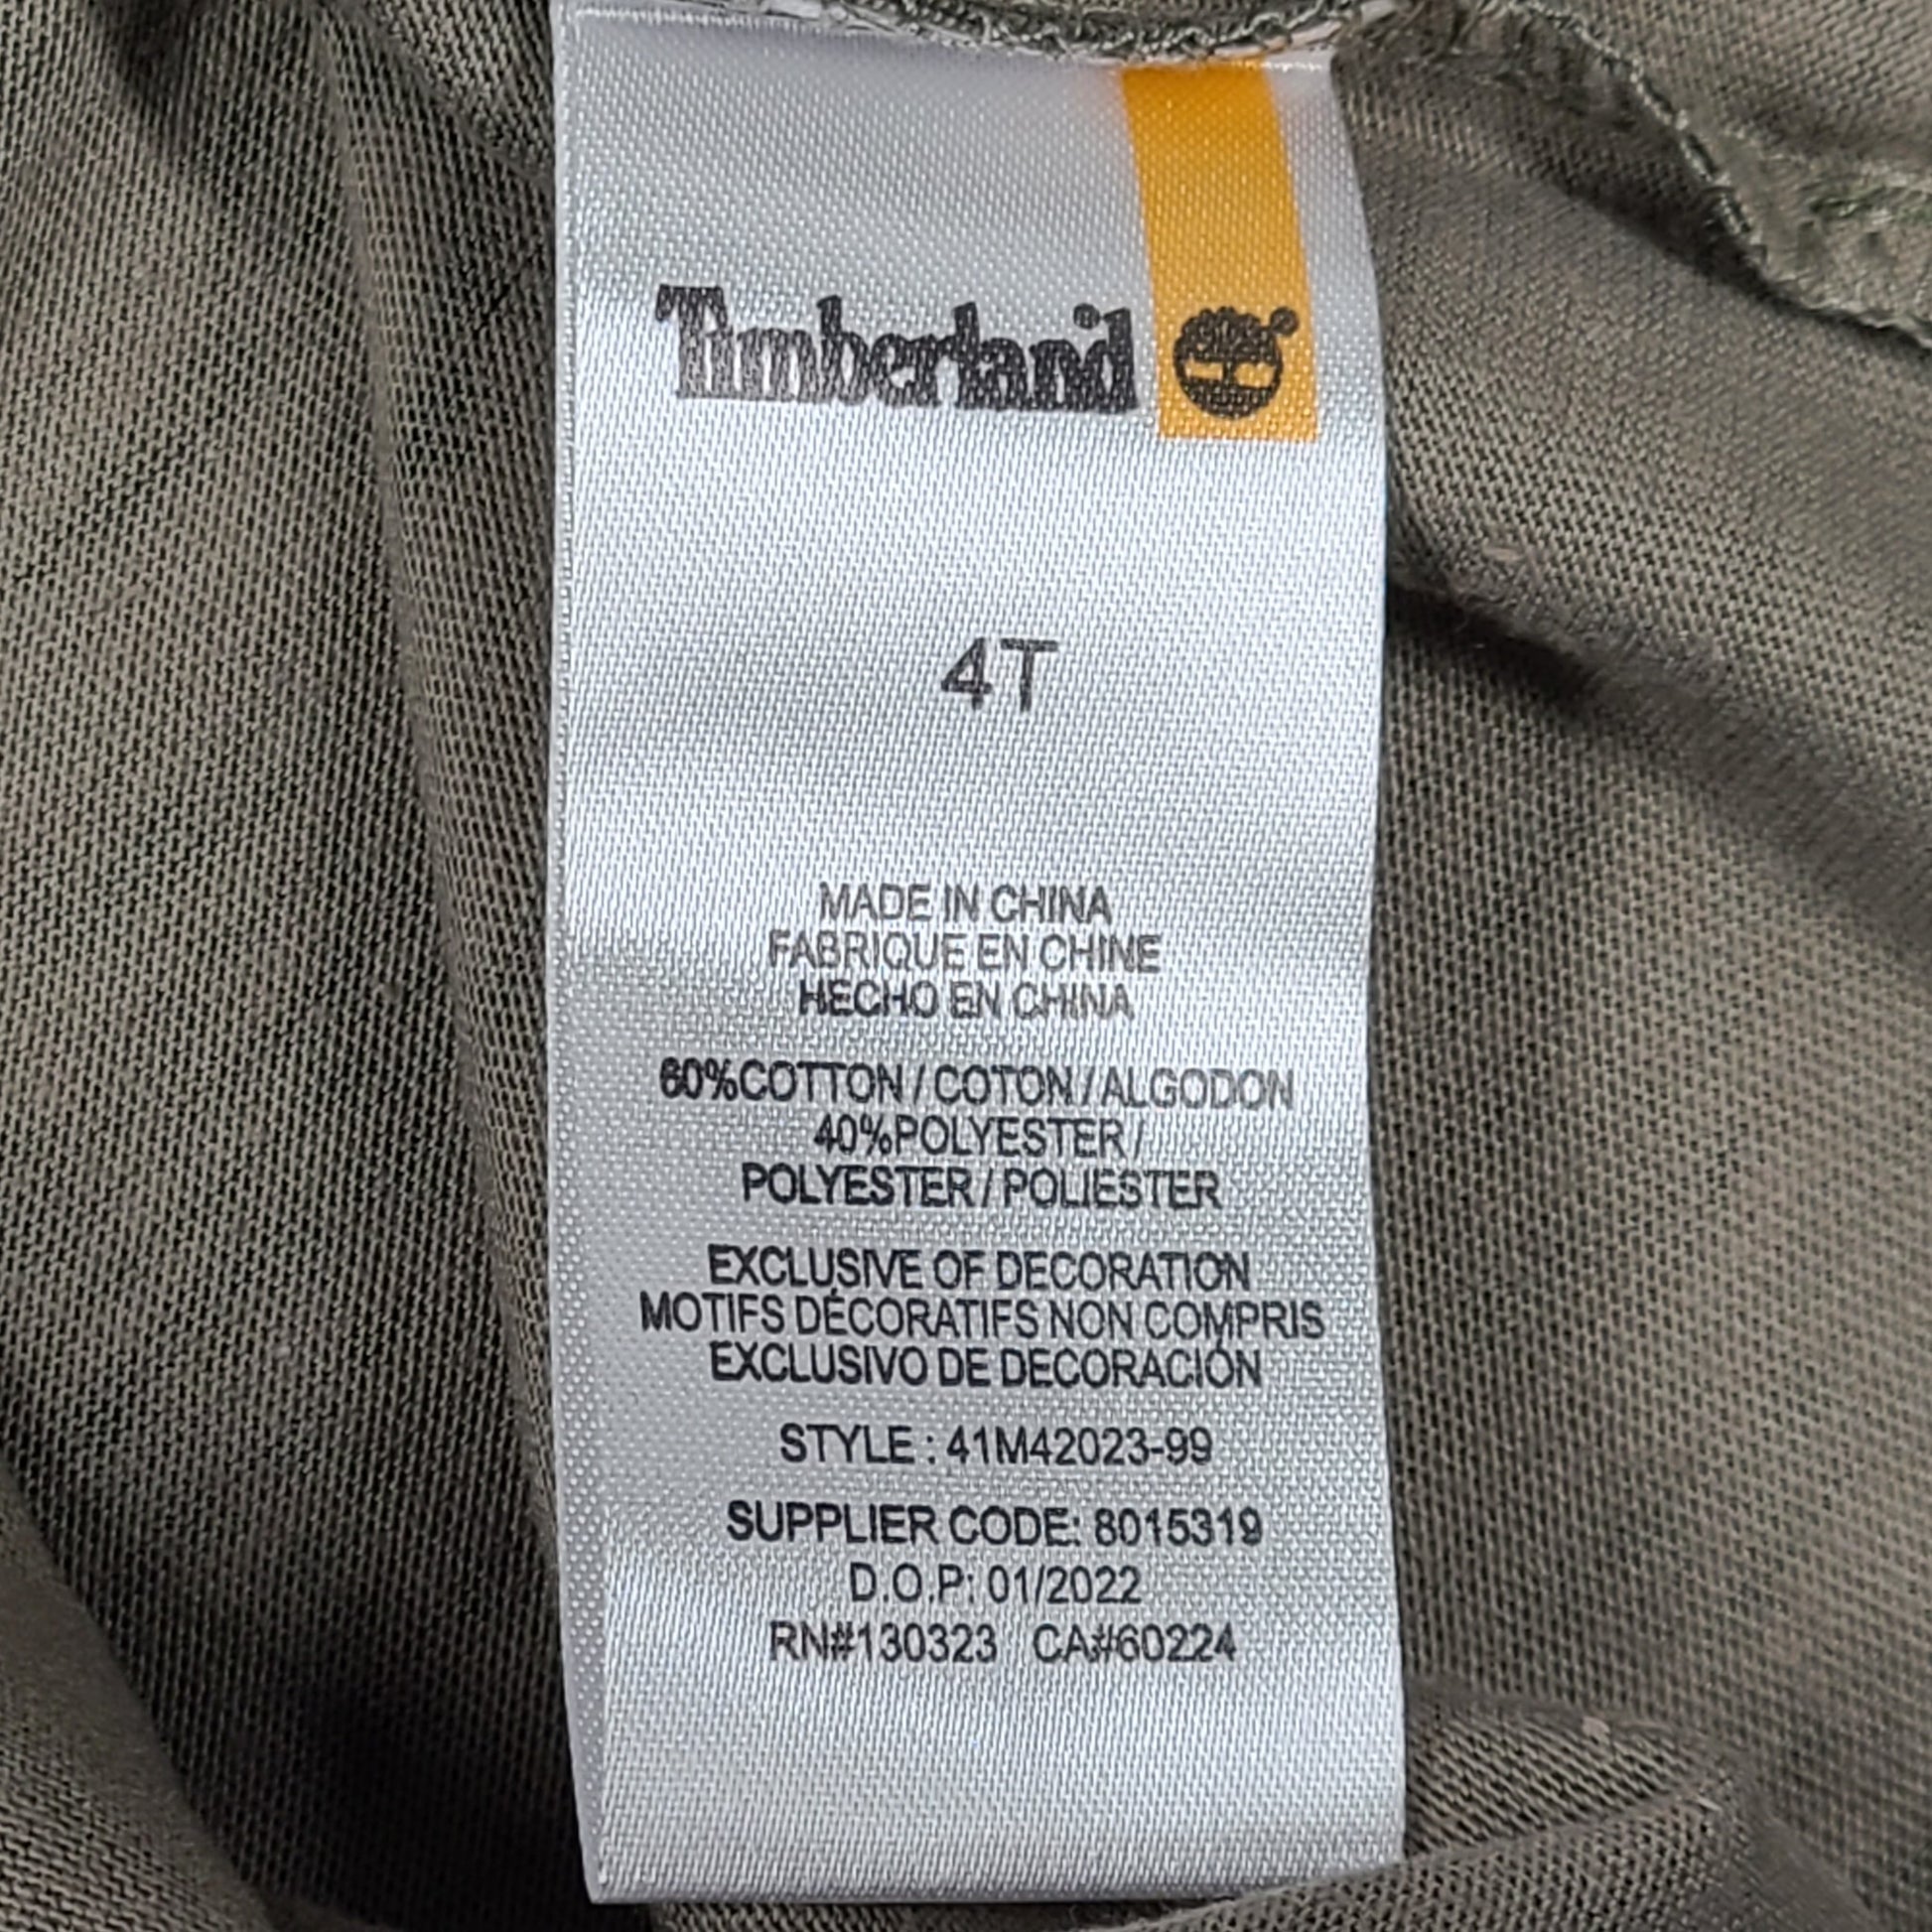 Timberland
4T
MADE IN CHINA
FABRIQUE EN CHINE
HECHO EN CHINA
60%COTTON / COTON / ALGODON
40%POLYESTER /
POLYESTER / POLIESTER
EXCLUSIVE OF DECORATION
MOTIFS DÉCORATIFS NON COMPRIS
EXCLUSIVO DE DECORACIÓN
STYLE : 41M42023-99
SUPPLIER CODE: 8015319
D.O.P: 01/2022
RN#130323 CA#60224